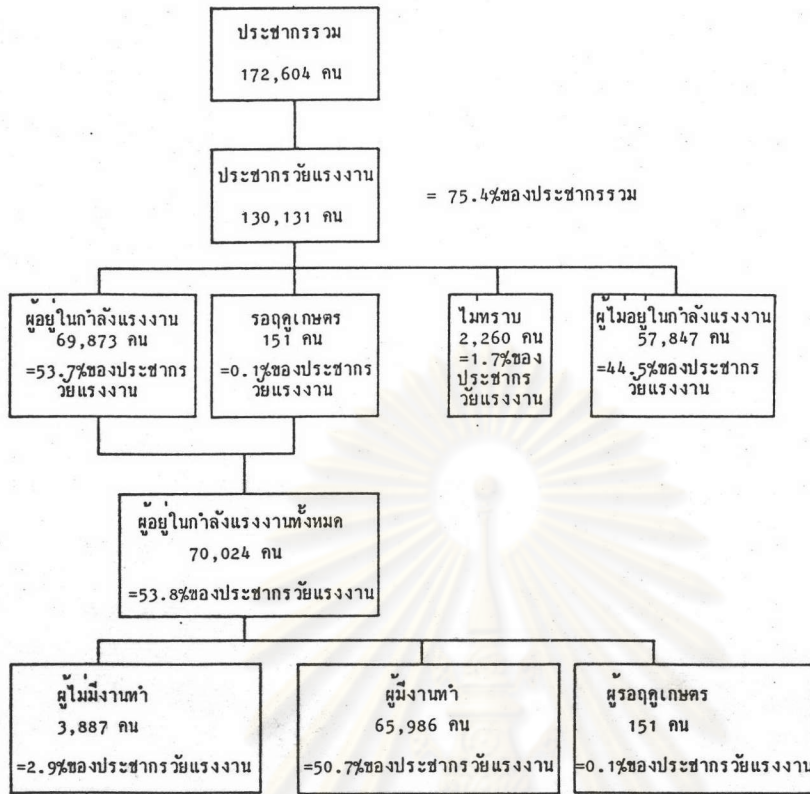 ประชากรรวม
172,604 คน
ประชากรวัยแรงงาน
130,131 คน
= 75.4%ของประชากรรวม
ผู้อยู่ในกำลังแรงงาน
69,873 คน
=53.7%ของประชากร
วัยแรงงาน
รอฤดูเกษตร
151 คน
=0.1%ของประชากร
วัยแรงงาน
ไม่ทราบ
2,260 คน
=1.7%ของ
ประชากร
วัยแรงงาน
ผู้ไม่อยู่ในกำลังแรงงาน
57,847 คน
=44.5%ของประชากร
วัยแรงงาน
ผู้อยู่ในกำลังแรงงานทั้งหมด
70,024 คน
=53.8%ของประชากรวัยแรงงาน
ผู้ไม่มีงานทำ
3,887 คน
=2.9%ของประชากรวัยแรงงาน
ผู้มีงานทำ
65,986 คน
=50.7%ของประชากรวัยแรงงาน
ผู้รอฤดูเกษตร
151 คน
=0.1%ของประชากรวัยแรงงาน